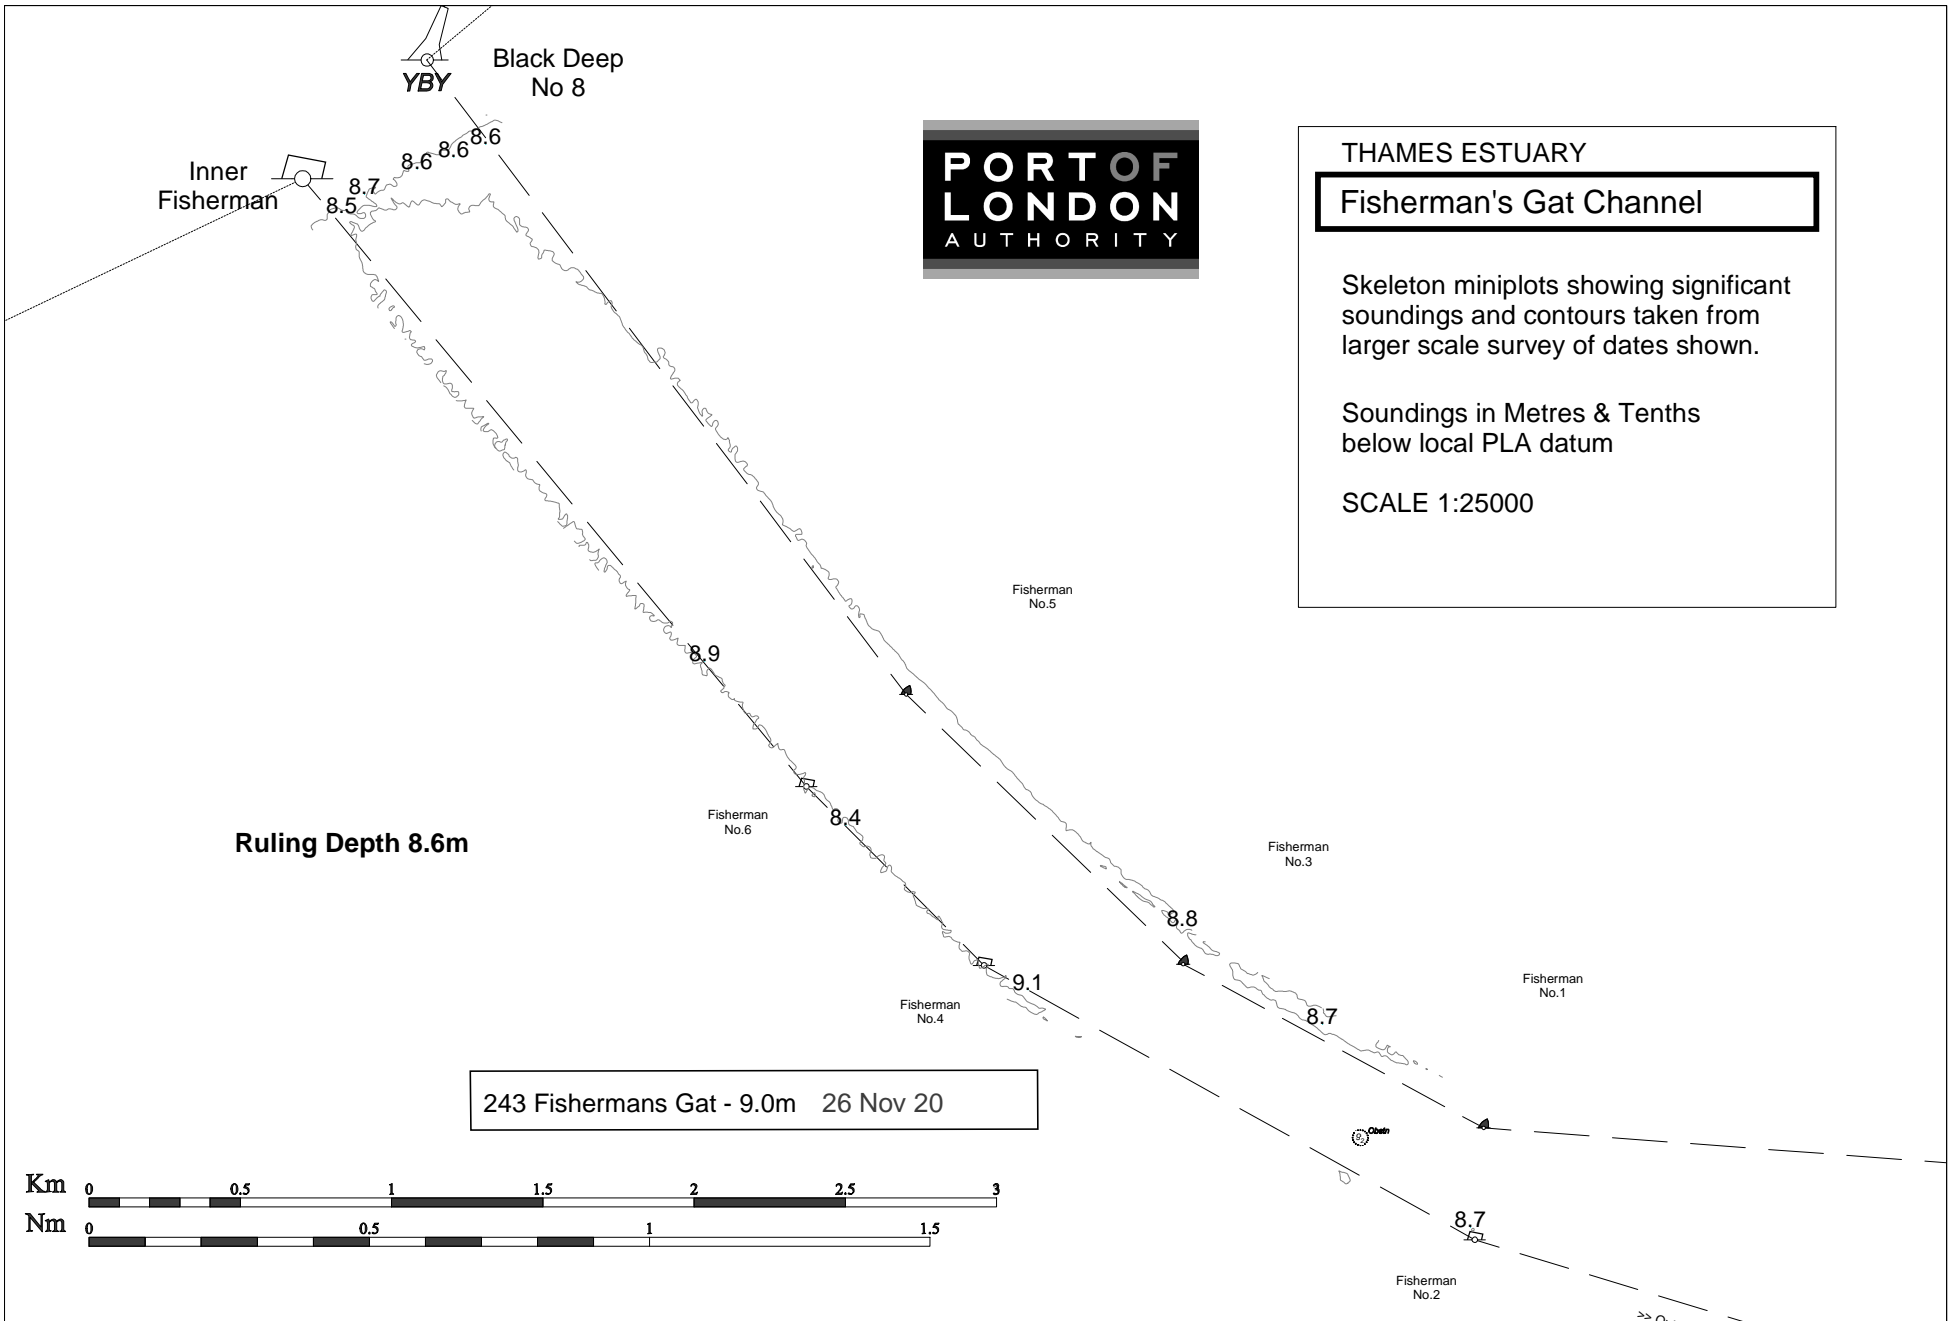 Black Deep
No 8
YBY
8.6
8.6
8.6
8.7
8.5
Inner
Fisherman
PORT OF
LONDON
AUTHORITY
THAMES ESTUARY
Fisherman's Gat Channel
Skeleton miniplots showing significant
soundings and contours taken from
larger scale survey of dates shown.
Soundings in Metres & Tenths
below local PLA datum
SCALE 1:25000
Fisherman
No.5
8.9
Fisherman
No.6
8.4
Ruling Depth 8.6m
Fisherman
No.3
8.8
9.1
Fisherman
No.4
Fisherman
No.1
8.7
243 Fishermans Gat - 9.0m 26 Nov 20
Obstn
Km 0 0.5 1 1.5 2 2.5 3
Nm 0 0.5 1 1.5
8.7
Fisherman
No.2